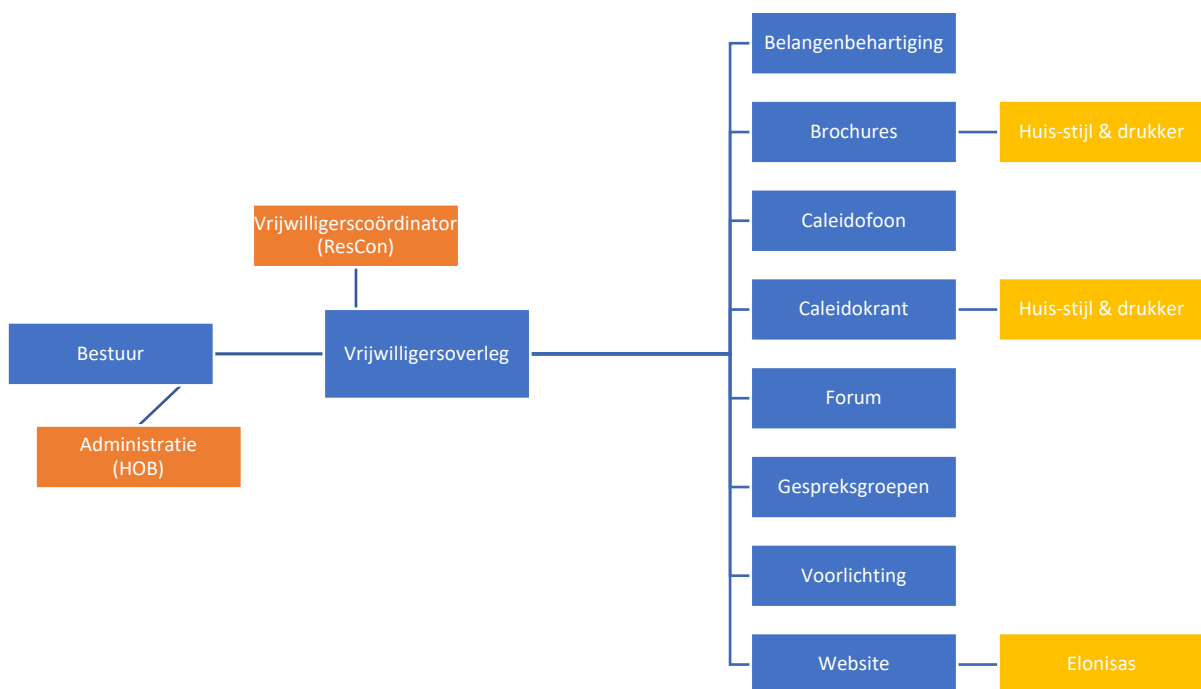 Belangenbehartiging
Brochures
Huis-stijl & drukker
Caleidofoon
Vrijwilligerscoördinator
(ResCon)
Caleidokrant
Huis-stijl & drukker
Bestuur
Vrijwilligersoverleg
Forum
Administratie
(HOB)
Gespreksgroepen
Voorlichting
Website
Elonisas